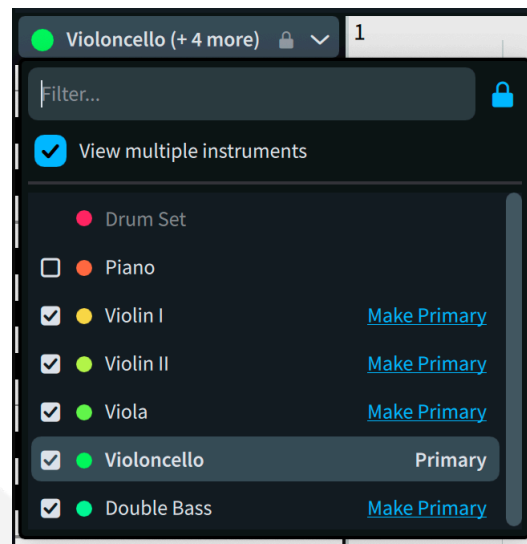 Violoncello (+ 4 more) 1
Filter...
View multiple instruments
Drum Set
Piano
Violin I Make Primary
Violin II Make Primary
Viola Make Primary
Violoncello Primary
Double Bass Make Primary